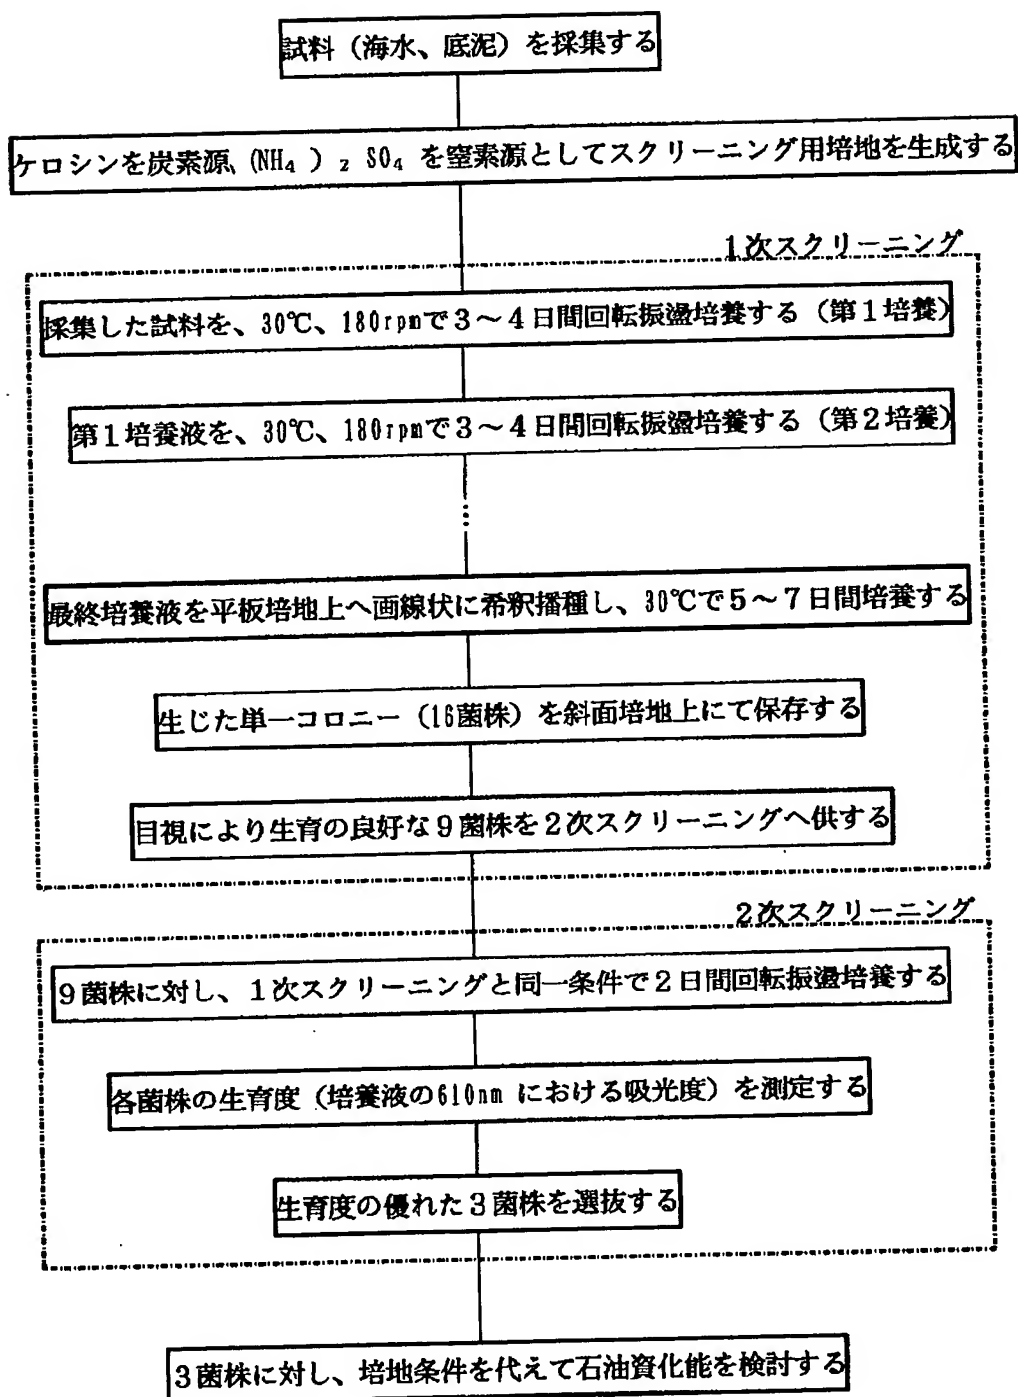 試料（海水、底泥）を採集する
ケロシンを炭素源、(NH₄ )₂ SO₄ を窒素源としてスクリーニング用培地を生成する
1次スクリーニング
採集した試料を、30℃、180rpmで3～4日間回転振盪培養する（第1培養）
第1培養液を、30℃、180rpmで3～4日間回転振盪培養する（第2培養）
最終培養液を平板培地上へ画線状に希釈播種し、30℃で5～7日間培養する
生じた単一コロニー（16菌株）を斜面培地上にて保存する
目視により生育の良好な9菌株を2次スクリーニングへ供する
2次スクリーニング
9菌株に対し、1次スクリーニングと同一条件で2日間回転振盪培養する
各菌株の生育度（培養液の610nm における吸光度）を測定する
生育度の優れた3菌株を選抜する
3菌株に対し、培地条件を代えて石油資化能を検討する